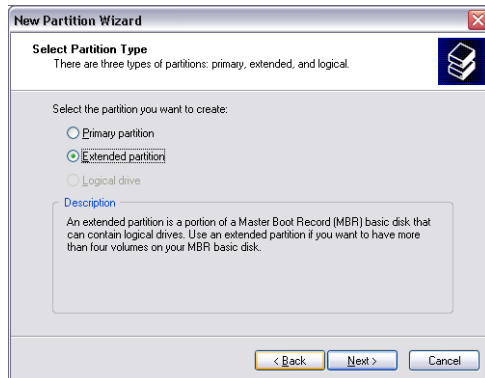 New Partition Wizard
Select Partition Type
There are three types of partitions: primary, extended, and logical.
Select the partition you want to create:
Primary partition
Extended partition
Logical drive
Description
An extended partition is a portion of a Master Boot Record (MBR) basic disk that
can contain logical drives. Use an extended partition if you want to have more
than four volumes on your MBR basic disk.
< Back Next > Cancel